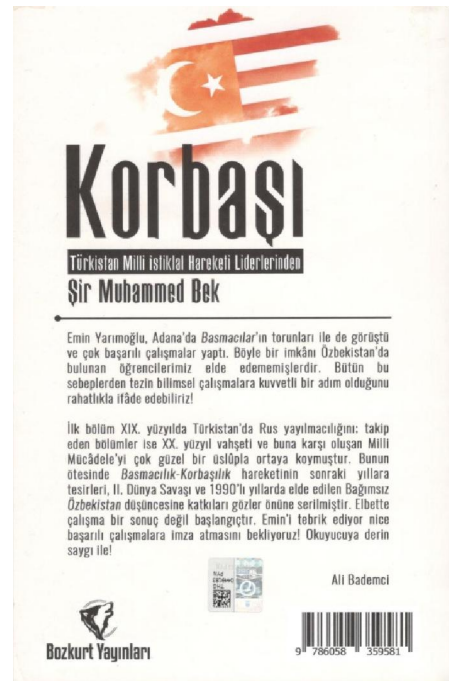 Korbaşı
Türkistan Milli istiklal Hareketi Liderlerinden
Şir Muhammed Bek
Emin Yarımoğlu, Adana'da Basmacılar'ın torunları ile de görüştü
ve çok başarılı çalışmalar yaptı. Böyle bir imkânı Özbekistan'da
bulunan öğrencilerimiz elde edememişlerdir. Bütün bu
sebeplerden tezin bilimsel çalışmalara kuvvetli bir adım olduğunu
rahatlıkla ifâde edebiliriz!
İlk bölüm XIX. yüzyılda Türkistan'da Rus yayılmacılığını; takip
eden bölümler ise XX. yüzyıl vahşeti ve buna karşı oluşan Milli
Mücâdele'yi çok güzel bir üslûpla ortaya koymuştur. Bunun
ötesinde Basmacılık-Korbaşılık hareketinin sonraki yıllara
tesirleri, II. Dünya Savaşı ve 1990'lı yıllarda elde edilen Bağımsız
Özbekistan düşüncesine katkıları gözler önüne serilmiştir. Elbette
çalışma bir sonuç değil başlangıçtır. Emin'i tebrik ediyor nice
başarılı çalışmalara imza atmasını bekliyoruz! Okuyucuya derin
saygı ile!
Ali Bademci
Bozkurt Yayınları
9 786058 359581